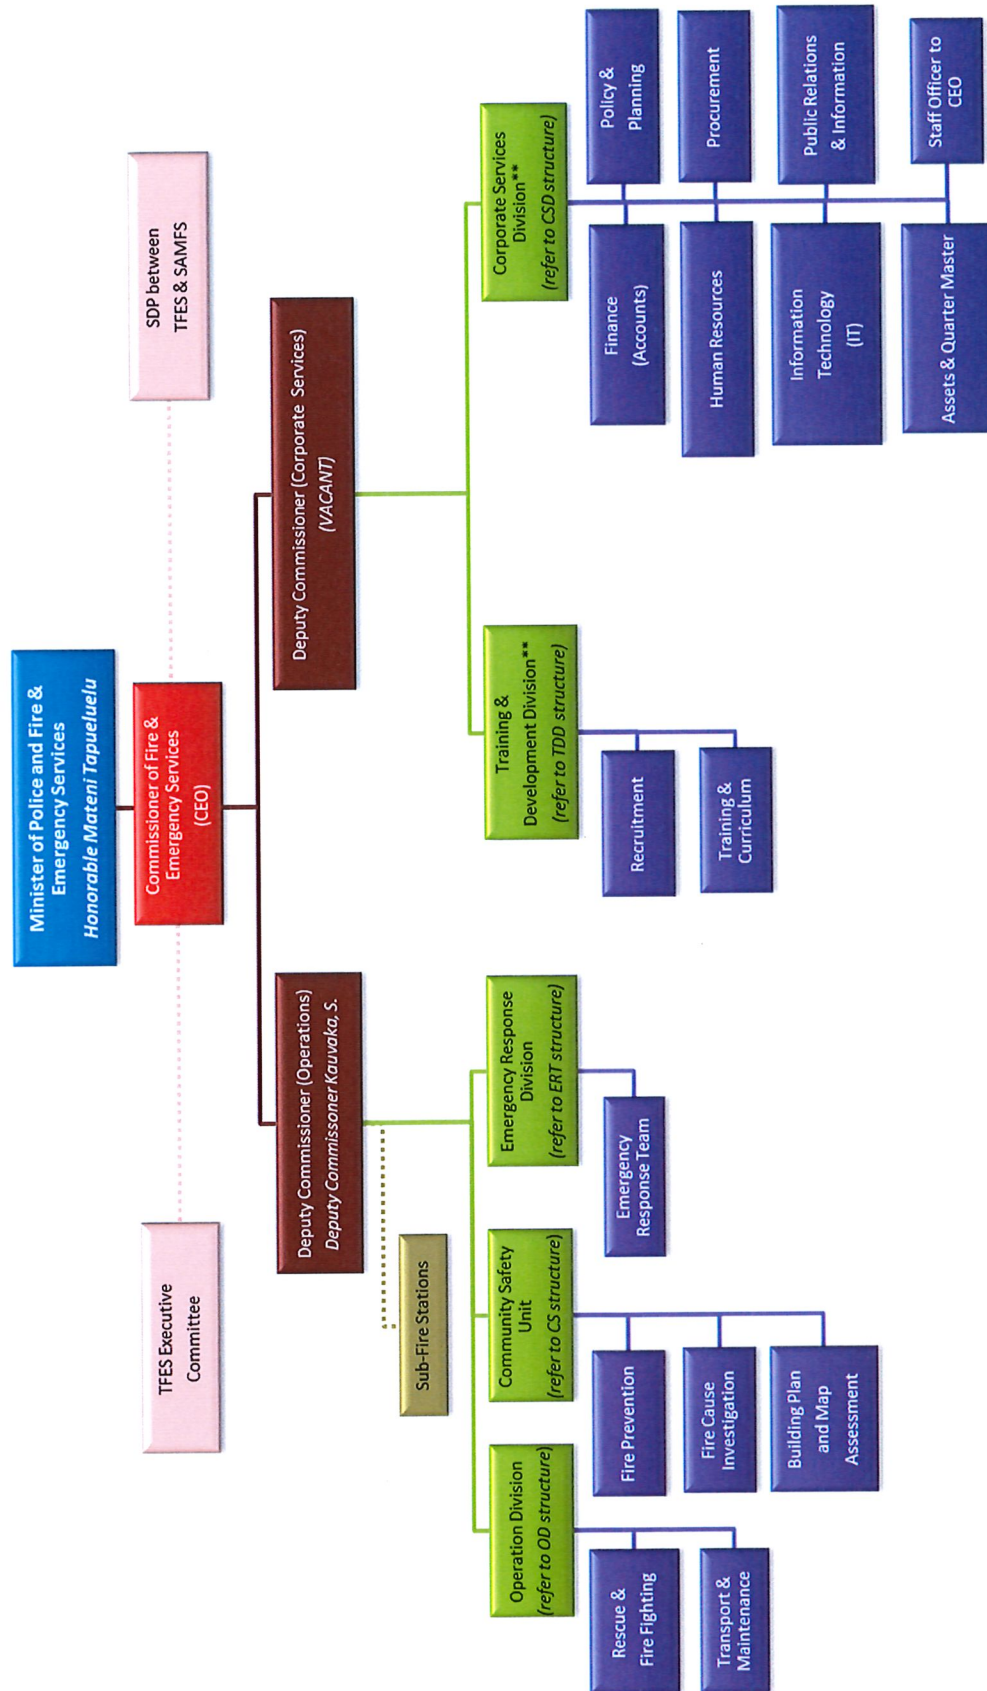 Minister of Police and Fire &
Emergency Services
Honorable Mateni Tapueluelu
TFES Executive
Committee
Commissioner of Fire &
Emergency Services
(CEO)
SDP between
TFES & SAMFS
Deputy Commissioner (Operations)
Deputy Commissoner Kauvaka, S.
Deputy Commissioner (Corporate Services)
(VACANT)
Sub-Fire Stations
Operation Division
(refer to OD structure)
Community Safety
Unit
(refer to CS structure)
Emergency Response
Division
(refer to ERT structure)
Training &
Development Division**
(refer to TDD structure)
Corporate Services
Division**
(refer to CSD structure)
Rescue &
Fire Fighting
Transport &
Maintenance
Fire Prevention
Fire Cause
Investigation
Building Plan
and Map
Assessment
Emergency
Response Team
Recruitment
Training &
Curriculum
Finance
(Accounts)
Policy &
Planning
Human Resources
Procurement
Information
Technology
(IT)
Public Relations
& Information
Assets & Quarter Master
Staff Officer to
CEO